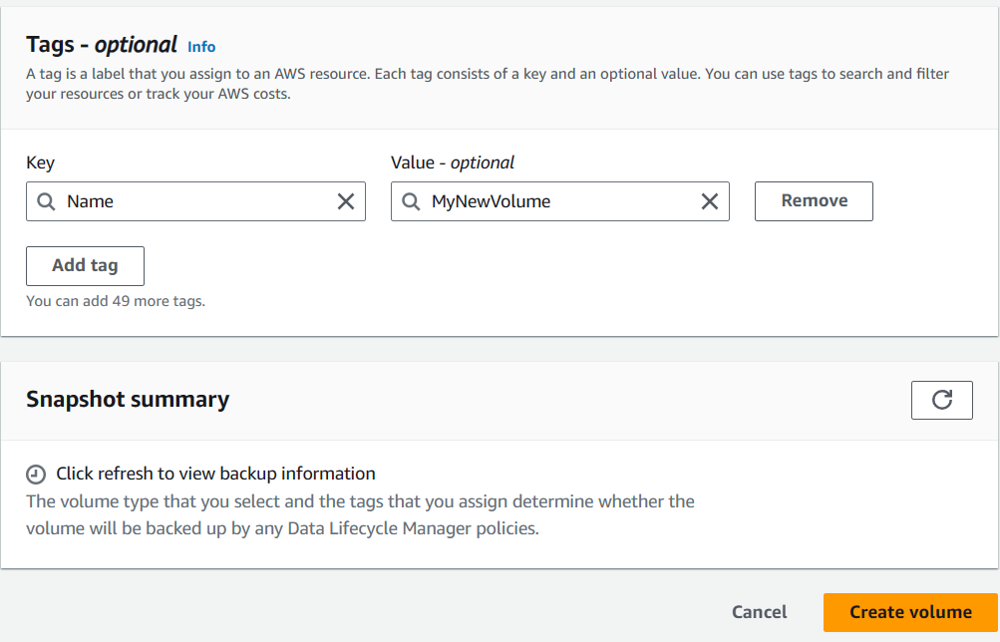 Tags - optional Info
A tag is a label that you assign to an AWS resource. Each tag consists of a key and an optional value. You can use tags to search and filter
your resources or track your AWS costs.
Key
Value - optional
Name
MyNewVolume
Remove
Add tag
You can add 49 more tags.
Snapshot summary
Click refresh to view backup information
The volume type that you select and the tags that you assign determine whether the
volume will be backed up by any Data Lifecycle Manager policies.
Cancel
Create volume